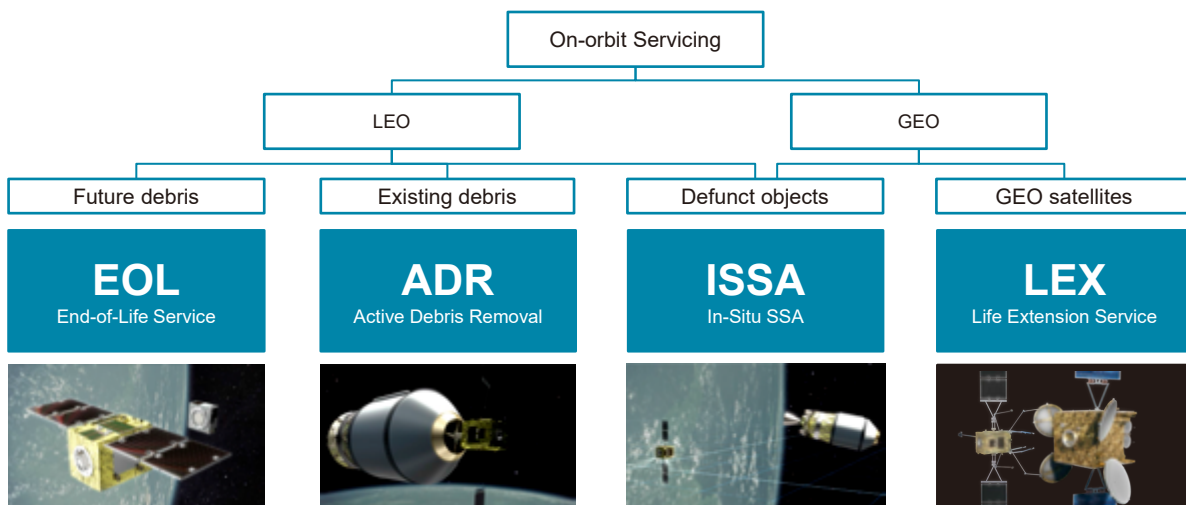 On-orbit Servicing
LEO
GEO
Future debris
Existing debris
Defunct objects
GEO satellites
EOL
End-of-Life Service
ADR
Active Debris Removal
ISSA
In-Situ SSA
LEX
Life Extension Service